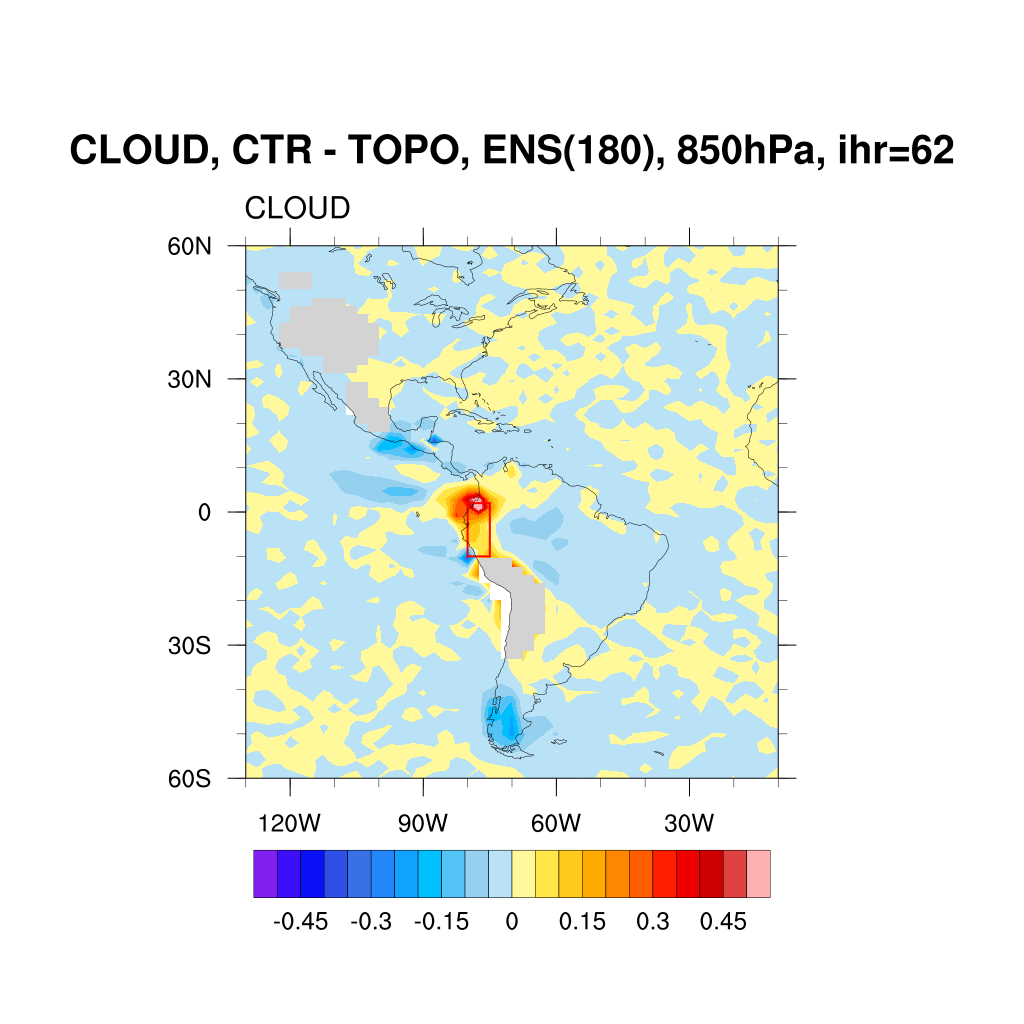 CLOUD, CTR - TOPO, ENS(180), 850hPa, ihr=62
CLOUD
60N
30N
0
30S
60S
120W 90W 60W 30W
-0.45 -0.3 -0.15 0 0.15 0.3 0.45